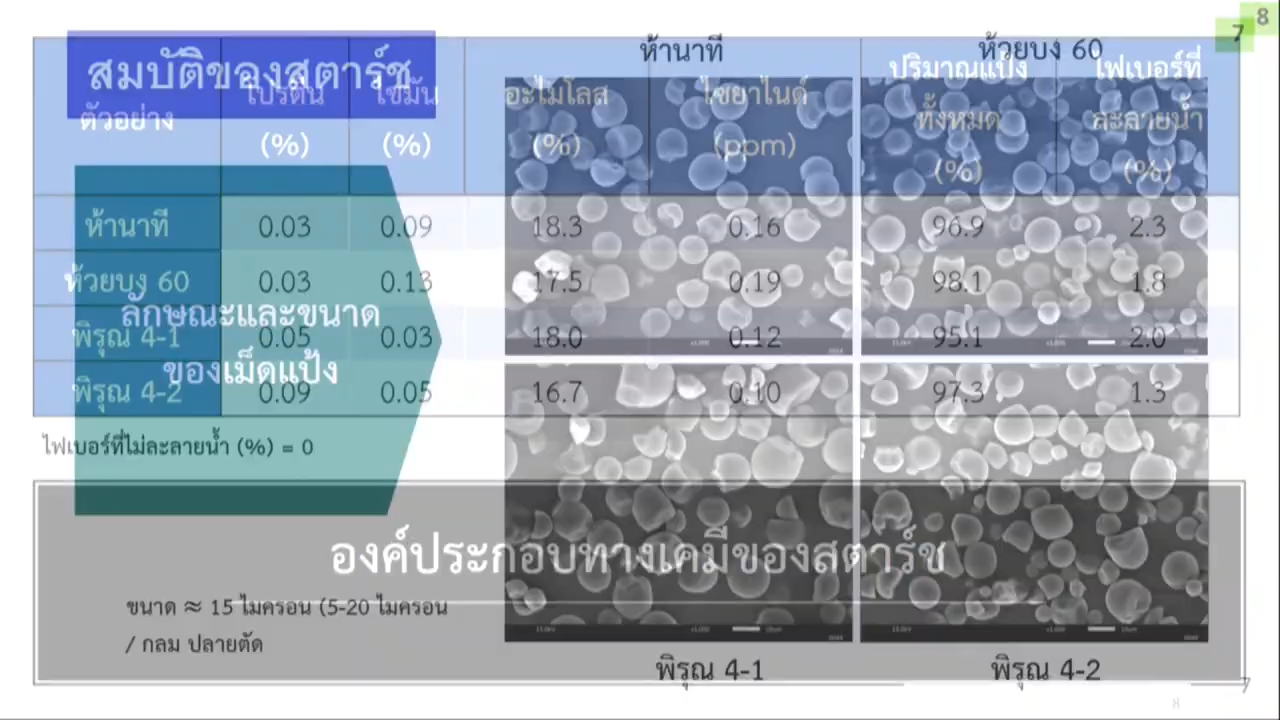 8
7
สมบัติของสตาร์ช
ห้านาที
ห้วยบง 60
ตัวอย่าง
โปรตีน
(%)
ไขมัน
(%)
อะไมโลส
(%)
ไซยาไนด์
(ppm)
ปริมาณแป้ง
ทั้งหมด
(%)
ไฟเบอร์ที่
ละลายน้ำ
(%)
ห้านาที 0.03 0.09 18.3 0.16 96.9 2.3
ห้วยบง 60 0.03 0.13 17.5 0.19 98.1 1.8
พิรุณ 4-1 0.05 0.03 18.0 0.12 95.1 2.0
พิรุณ 4-2 0.09 0.05 16.7 0.10 97.3 1.3
ลักษณะและขนาด
ของเม็ดแป้ง
ไฟเบอร์ที่ไม่ละลายน้ำ (%) = 0
องค์ประกอบทางเคมีของสตาร์ช
ขนาด ≈ 15 ไมครอน (5-20 ไมครอน
/ กลม ปลายตัด
พิรุณ 4-1
พิรุณ 4-2
7
8